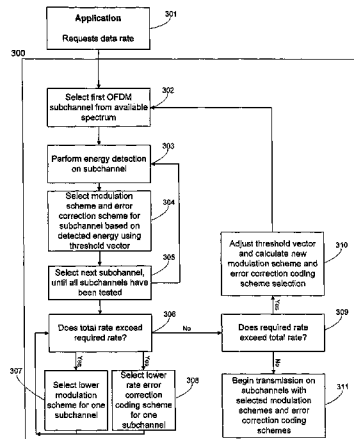 Application
Requests data rate
301
300
Select first OFDM
subchannel from available
spectrum
302
Perform energy detection
on subchannel
303
Select modulation
scheme and error
correction scheme for
subchannel based on
detected energy using
threshold vector
304
Select next subchannel,
until all subchannels have
been tested
305
Does total rate exceed
required rate?
306
No
Yes
Yes
Select lower
modulation
scheme for one
subchannel
307
Select lower
rate error
correction
coding scheme
for one
subchannel
308
Does required rate
exceed total rate?
309
Yes
Adjust threshold vector
and calculate new
modulation scheme and
error correction coding
scheme selection
310
No
Begin transmission on
subchannels with
selected modulation
schemes and error
correction coding
schemes
311